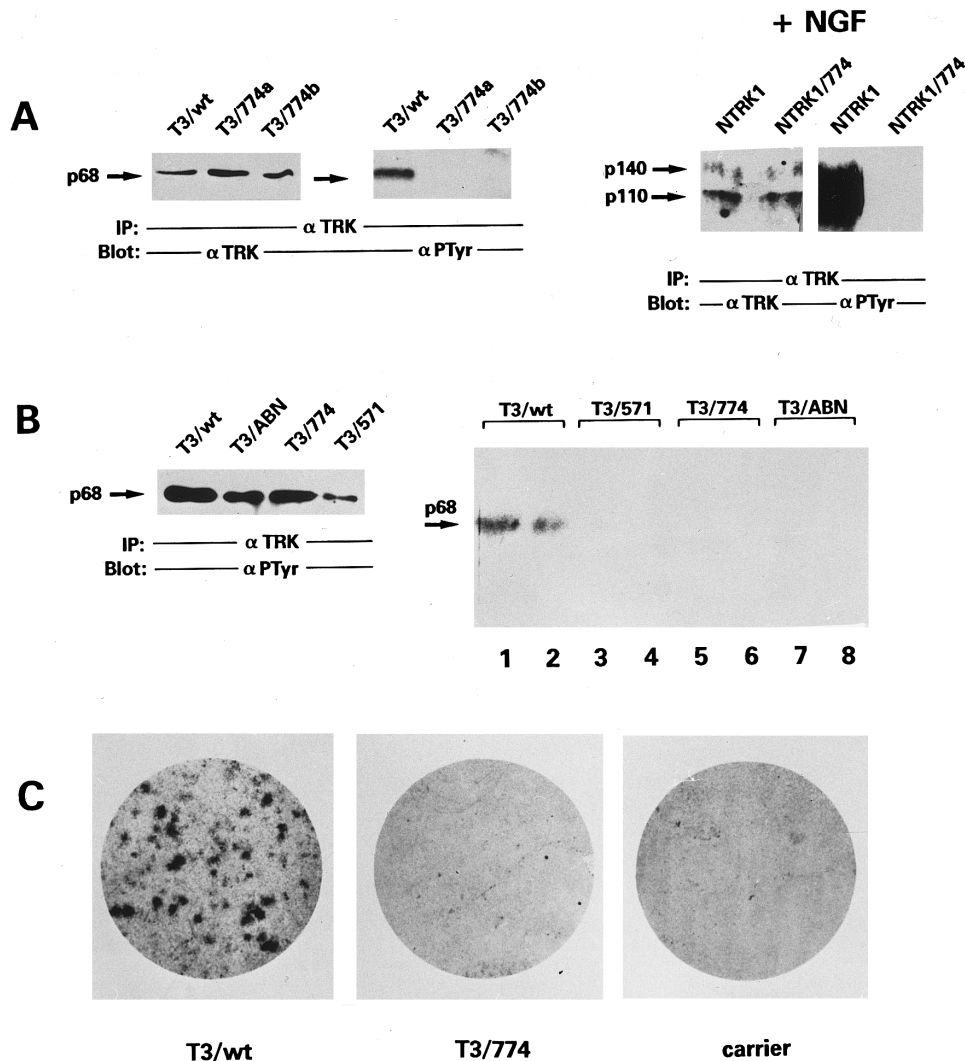 + NGF
A
T3/wt T3/774a T3/774b T3/wt T3/774a T3/774b NTRK1 NTRK1/774 NTRK1 NTRK1/774
p68
p140
p110
IP: α TRK
Blot: α TRK α PTyr
IP: α TRK
Blot: α TRK α PTyr
B
T3/wt T3/ABN T3/774 T3/571
T3/wt T3/571 T3/774 T3/ABN
p68
p68
IP: α TRK
Blot: α PTyr
1 2 3 4 5 6 7 8
C
T3/wt T3/774 carrier